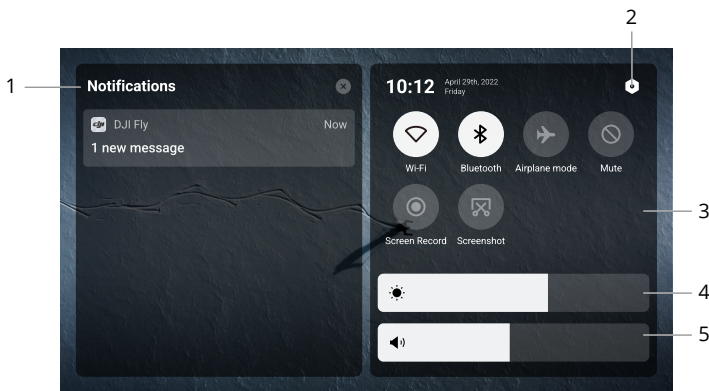 2
1
Notifications
dji DJI Fly Now
1 new message
10:12
April 29th, 2022
Friday
Wi-Fi Bluetooth Airplane mode Mute
Screen Record Screenshot
3
4
5